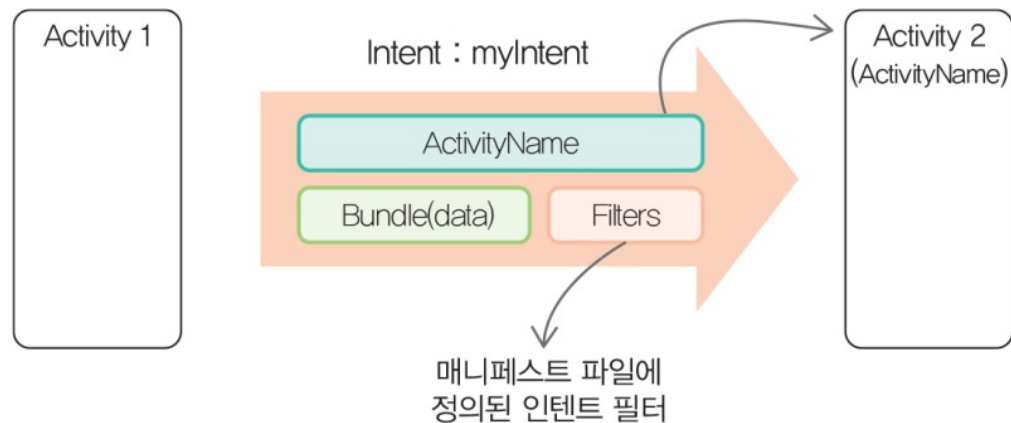 Activity 1
Intent : myIntent
ActivityName
Bundle(data)
Filters
매니페스트 파일에
정의된 인텐트 필터
Activity 2
(ActivityName)